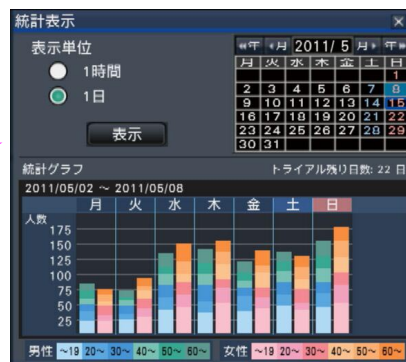 統計表示
表示単位
1時間
1日
表示
◂◂年 ◂月 2011/ 5 月▸ 年▸▸
月 火 水 木 金 土 日
1
2 3 4 5 6 7 8
9 10 11 12 13 14 15
16 17 18 19 20 21 22
23 24 25 26 27 28 29
30 31
統計グラフ トライアル残り日数: 22 日
2011/05/02 ～ 2011/05/08
月 火 水 木 金 土 日
人数
175
150
125
100
75
50
25
男性 ～19 20～ 30～ 40～ 50～ 60～ 女性 ～19 20～ 30～ 40～ 50～ 60～